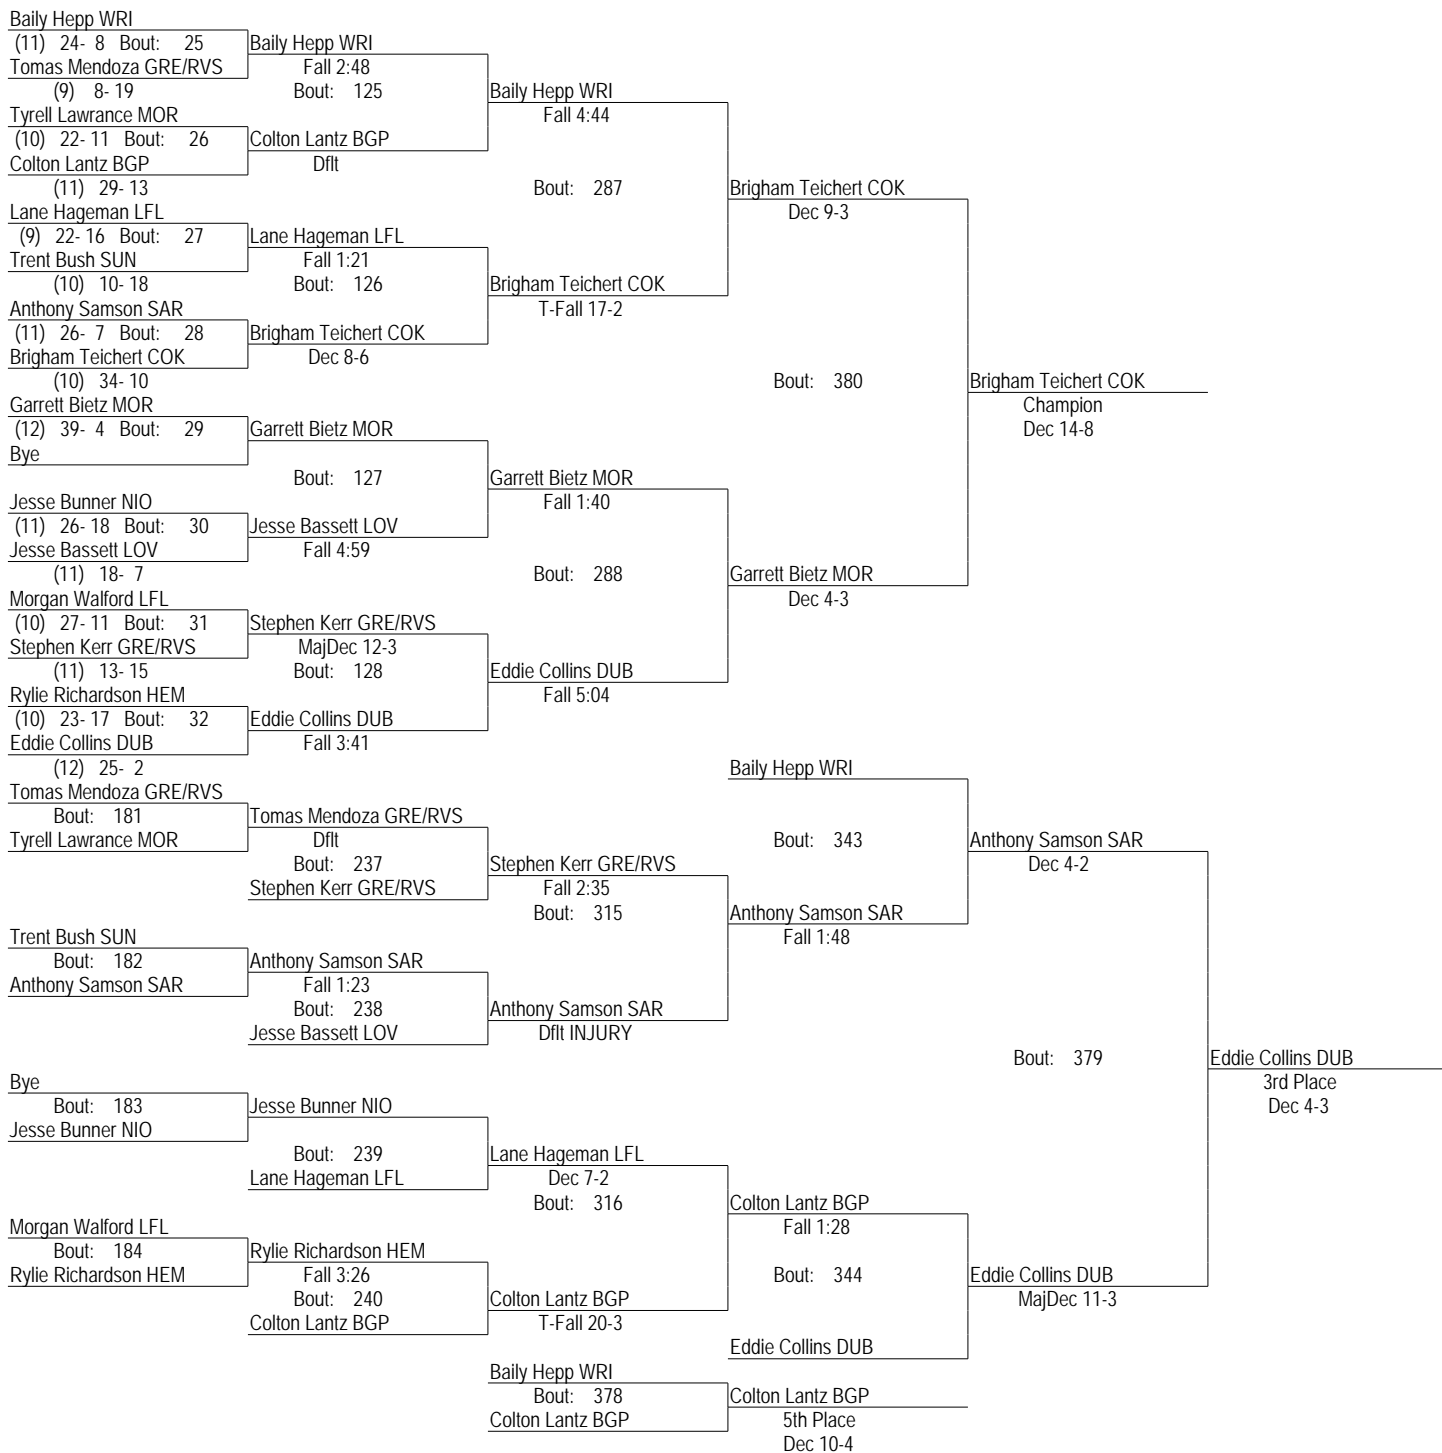 Baily Hepp WRI
(11) 24- 8 Bout: 25
Baily Hepp WRI
Tomas Mendoza GRE/RVS
Fall 2:48
(9) 8- 19
Bout: 125
Baily Hepp WRI
Tyrell Lawrance MOR
Fall 4:44
(10) 22- 11 Bout: 26
Colton Lantz BGP
Colton Lantz BGP
Dflt
(11) 29- 13
Bout: 287
Brigham Teichert COK
Lane Hageman LFL
Dec 9-3
(9) 22- 16 Bout: 27
Lane Hageman LFL
Trent Bush SUN
Fall 1:21
(10) 10- 18
Bout: 126
Brigham Teichert COK
Anthony Samson SAR
T-Fall 17-2
(11) 26- 7 Bout: 28
Brigham Teichert COK
Brigham Teichert COK
Dec 8-6
(10) 34- 10
Bout: 380
Brigham Teichert COK
Garrett Bietz MOR
Champion
(12) 39- 4 Bout: 29
Garrett Bietz MOR
Dec 14-8
Bye
Bout: 127
Garrett Bietz MOR
Jesse Bunner NIO
Fall 1:40
(11) 26- 18 Bout: 30
Jesse Bassett LOV
Jesse Bassett LOV
Fall 4:59
(11) 18- 7
Bout: 288
Garrett Bietz MOR
Morgan Walford LFL
Dec 4-3
(10) 27- 11 Bout: 31
Stephen Kerr GRE/RVS
Stephen Kerr GRE/RVS
MajDec 12-3
(11) 13- 15
Bout: 128
Eddie Collins DUB
Rylie Richardson HEM
Fall 5:04
(10) 23- 17 Bout: 32
Eddie Collins DUB
Eddie Collins DUB
Fall 3:41
(12) 25- 2
Baily Hepp WRI
Tomas Mendoza GRE/RVS
Bout: 181
Tomas Mendoza GRE/RVS
Tyrell Lawrance MOR
Dflt
Bout: 343
Anthony Samson SAR
Bout: 237
Stephen Kerr GRE/RVS
Dec 4-2
Stephen Kerr GRE/RVS
Fall 2:35
Bout: 315
Anthony Samson SAR
Trent Bush SUN
Fall 1:48
Bout: 182
Anthony Samson SAR
Anthony Samson SAR
Fall 1:23
Bout: 238
Anthony Samson SAR
Jesse Bassett LOV
Dflt INJURY
Bout: 379
Eddie Collins DUB
Bye
3rd Place
Bout: 183
Jesse Bunner NIO
Dec 4-3
Jesse Bunner NIO
Bout: 239
Lane Hageman LFL
Lane Hageman LFL
Dec 7-2
Bout: 316
Colton Lantz BGP
Morgan Walford LFL
Fall 1:28
Bout: 184
Rylie Richardson HEM
Rylie Richardson HEM
Fall 3:26
Bout: 344
Eddie Collins DUB
Bout: 240
Colton Lantz BGP
MajDec 11-3
Colton Lantz BGP
T-Fall 20-3
Eddie Collins DUB
Baily Hepp WRI
Bout: 378
Colton Lantz BGP
Colton Lantz BGP
5th Place
Dec 10-4